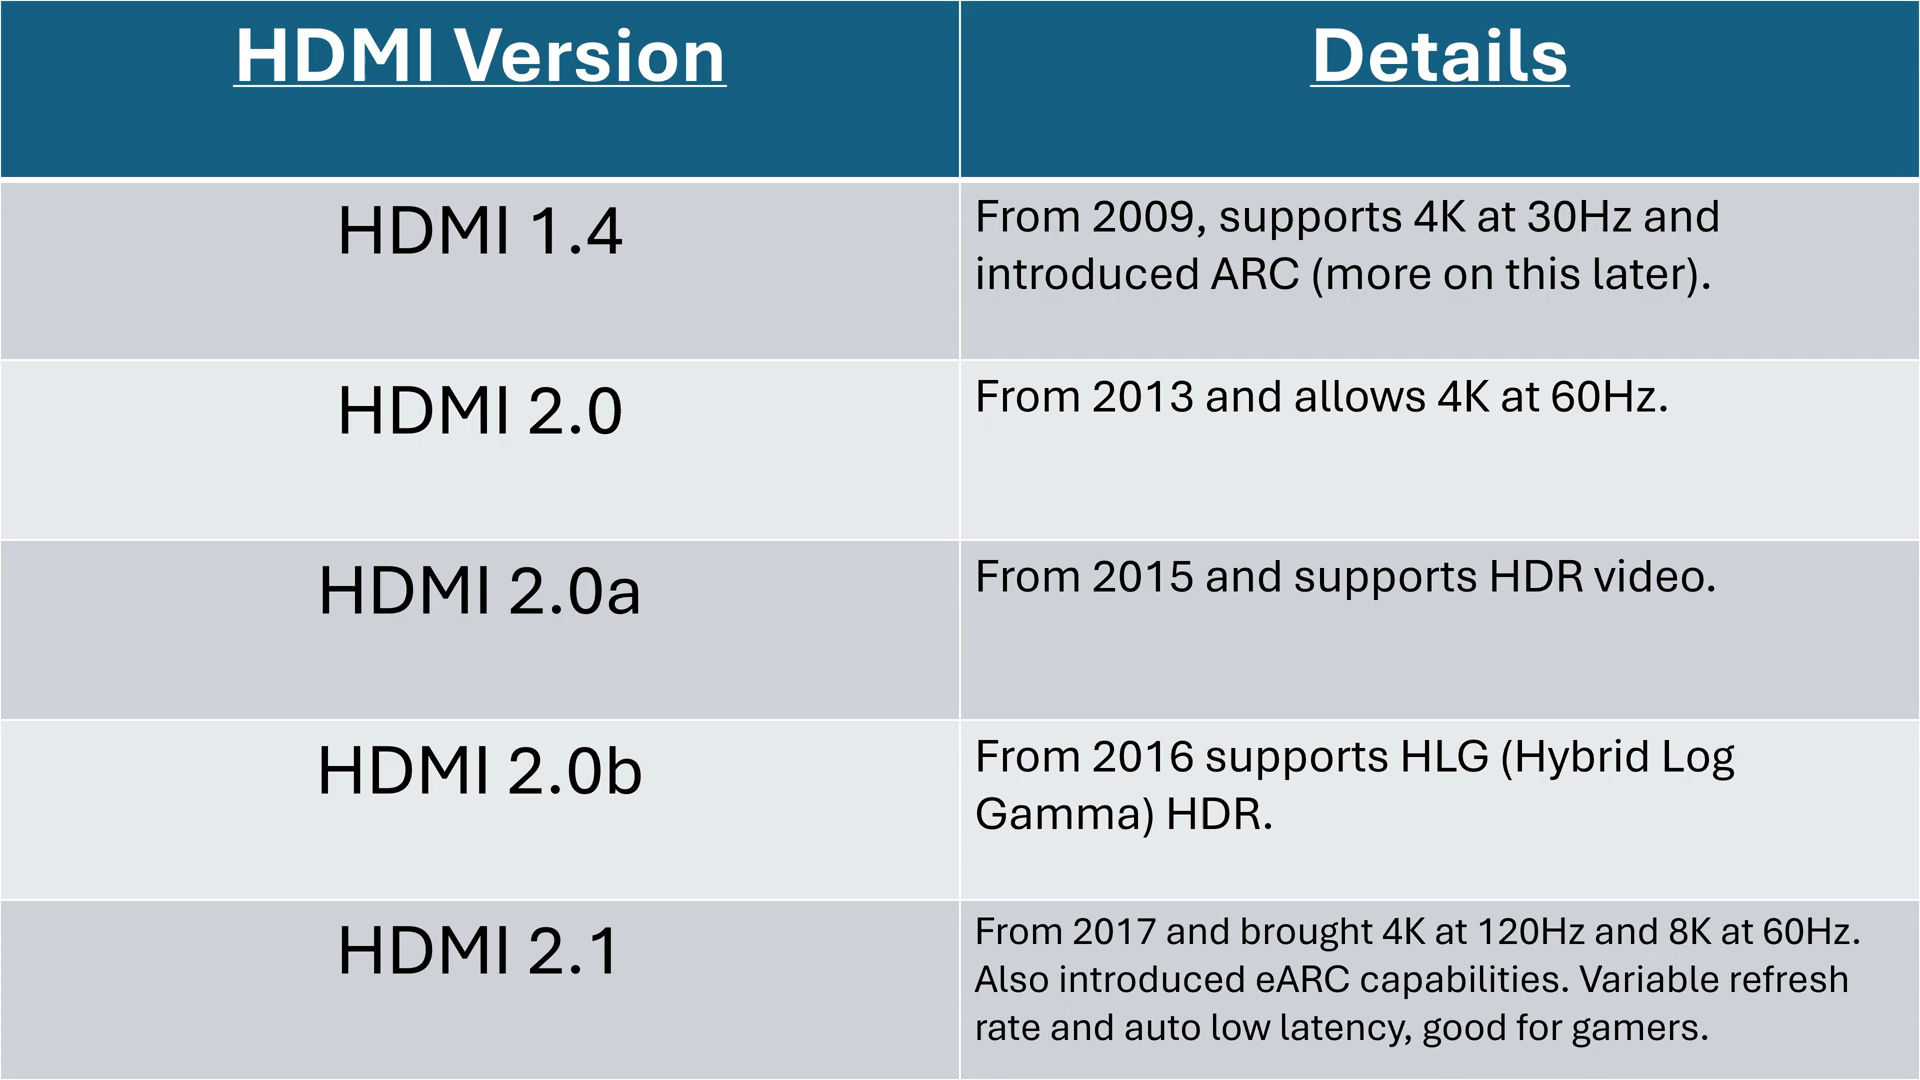 HDMI Version
Details
HDMI 1.4
From 2009, supports 4K at 30Hz and
introduced ARC (more on this later).
HDMI 2.0
From 2013 and allows 4K at 60Hz.
HDMI 2.0a
From 2015 and supports HDR video.
HDMI 2.0b
From 2016 supports HLG (Hybrid Log
Gamma) HDR.
HDMI 2.1
From 2017 and brought 4K at 120Hz and 8K at 60Hz.
Also introduced eARC capabilities. Variable refresh
rate and auto low latency, good for gamers.